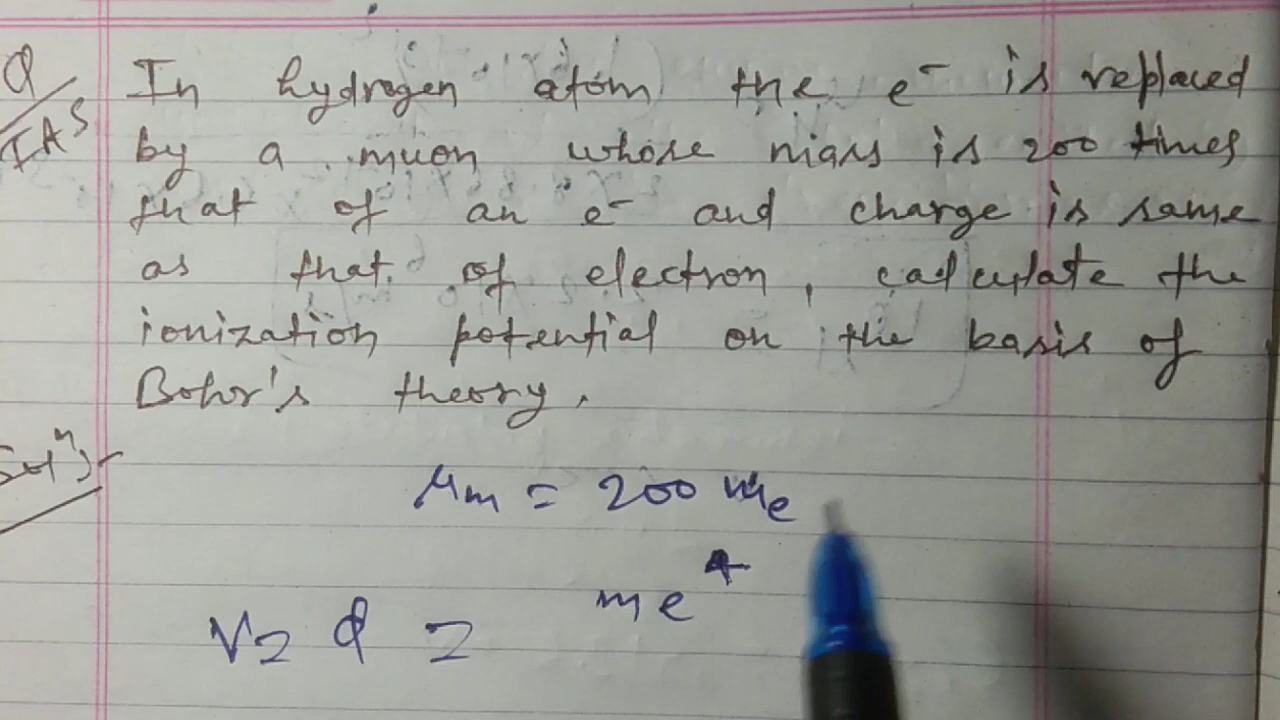 Q
IAS
In hydrogen atom the e⁻ is replaced
by a muon whose mass is 200 times
that of an e⁻ and charge is same
as that of electron, calculate the
ionization potential on the basis of
Bohr's theory.
Solⁿ:-
μm = 200 me
me⁴